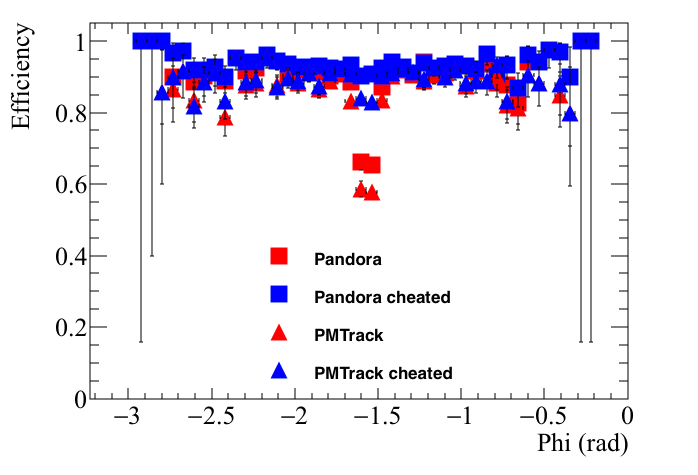 Efficiency
1
0.8
0.6
0.4
0.2
0
Pandora
Pandora cheated
PMTrack
PMTrack cheated
−3 −2.5 −2 −1.5 −1 −0.5 0
Phi (rad)